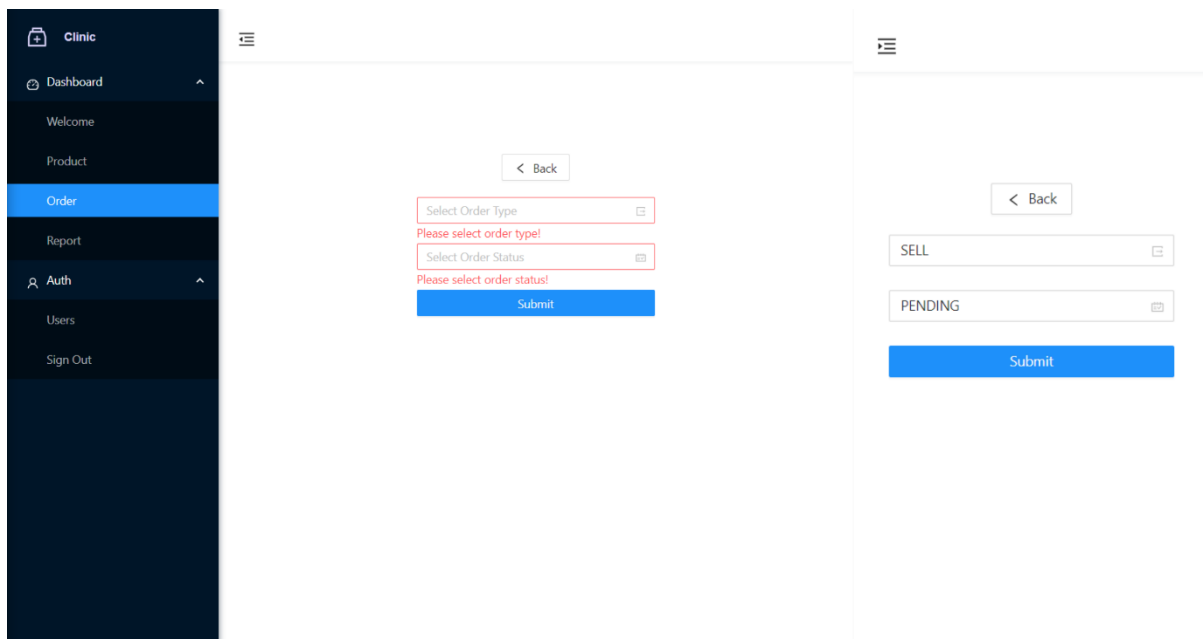 Clinic
Dashboard
Welcome
Product
Order
Report
Auth
Users
Sign Out
Back
Select Order Type
Please select order type!
Select Order Status
Please select order status!
Submit
Back
SELL
PENDING
Submit